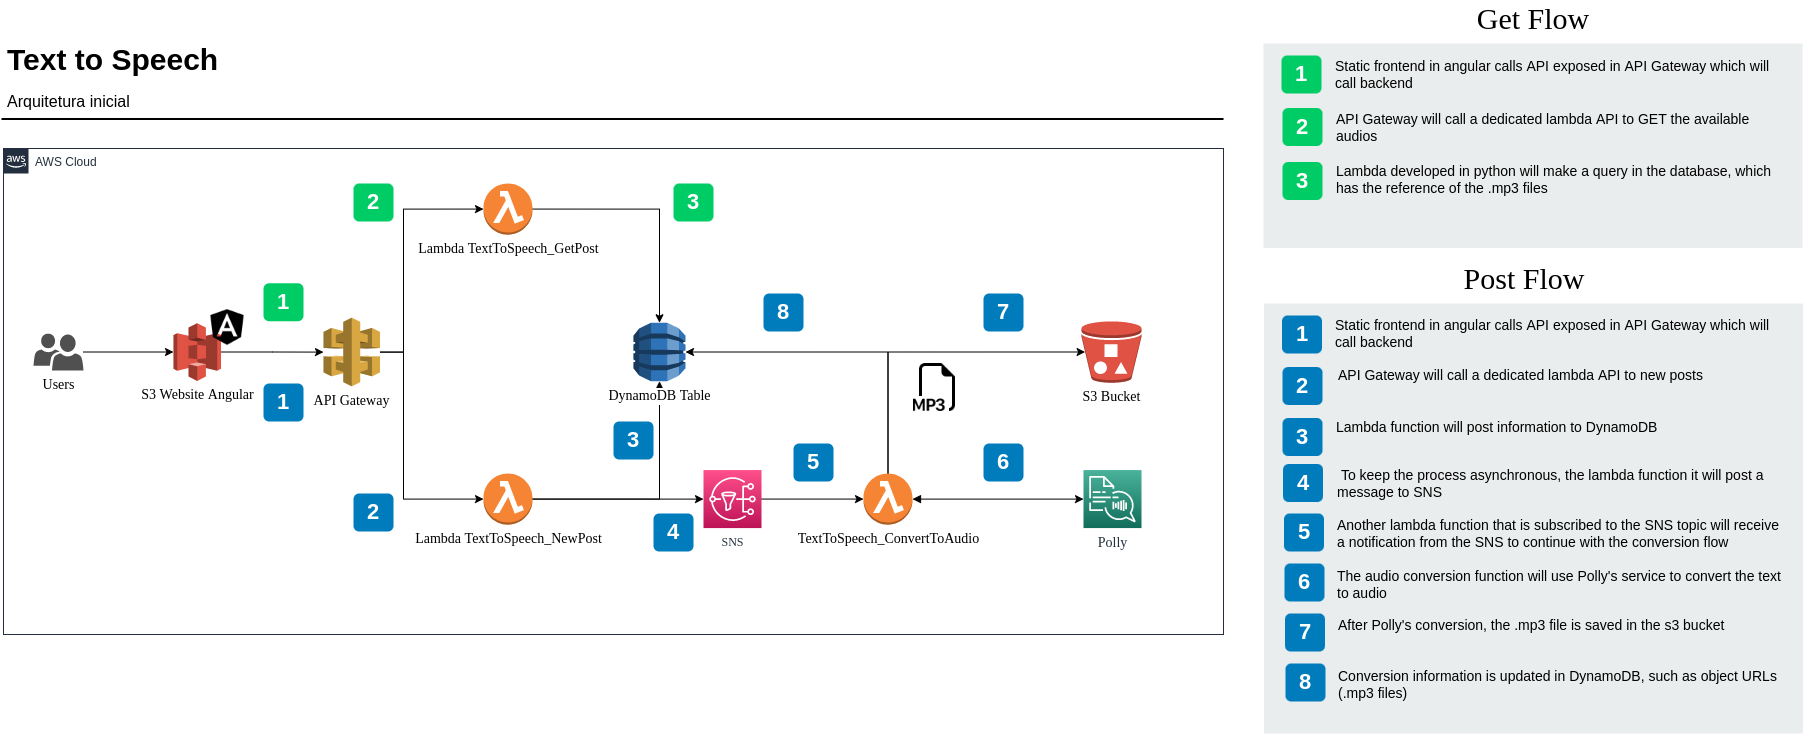 Text to Speech
Arquitetura inicial
aws
AWS Cloud
2
3
Lambda TextToSpeech_GetPost
1
8
7
A
Users
S3 Website Angular
API Gateway
1
DynamoDB Table
MP3
S3 Bucket
3
5
6
2
Lambda TextToSpeech_NewPost
4
SNS
TextToSpeech_ConvertToAudio
Polly
Get Flow
1
Static frontend in angular calls API exposed in API Gateway which will
call backend
2
API Gateway will call a dedicated lambda API to GET the available
audios
3
Lambda developed in python will make a query in the database, which
has the reference of the .mp3 files
Post Flow
1
Static frontend in angular calls API exposed in API Gateway which will
call backend
2
API Gateway will call a dedicated lambda API to new posts
3
Lambda function will post information to DynamoDB
4
To keep the process asynchronous, the lambda function it will post a
message to SNS
5
Another lambda function that is subscribed to the SNS topic will receive
a notification from the SNS to continue with the conversion flow
6
The audio conversion function will use Polly's service to convert the text
to audio
7
After Polly's conversion, the .mp3 file is saved in the s3 bucket
8
Conversion information is updated in DynamoDB, such as object URLs
(.mp3 files)